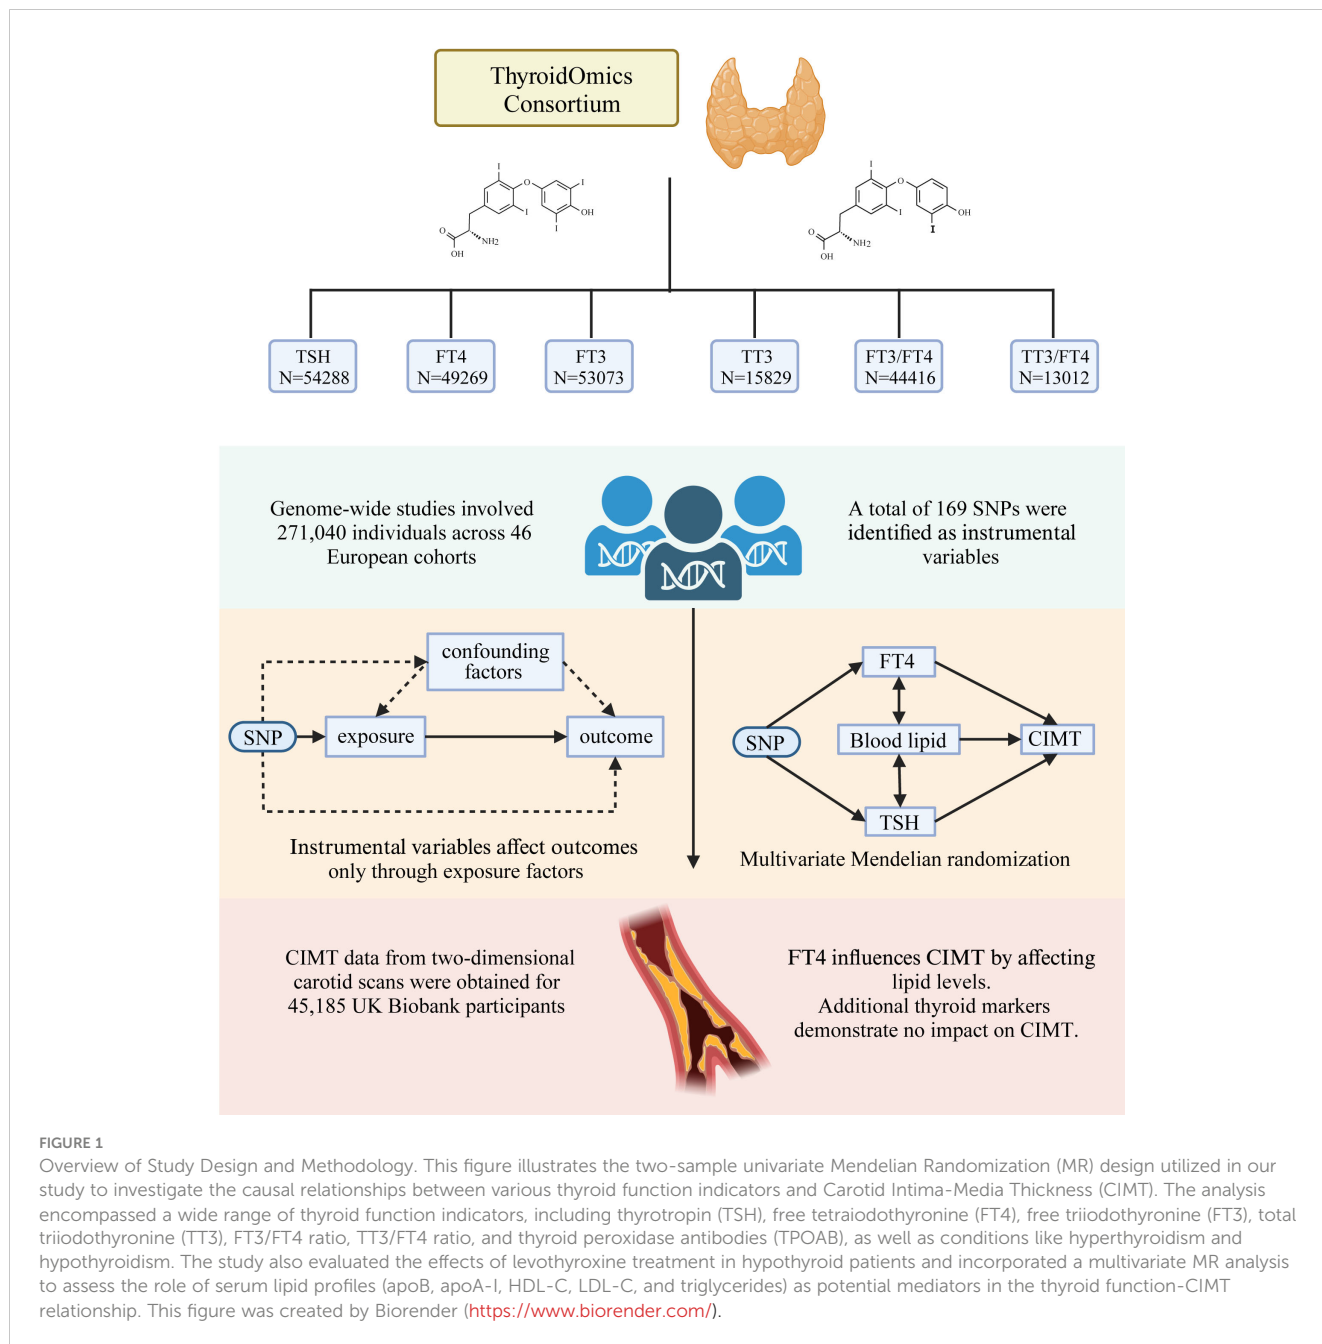 ThyroidOmics
Consortium
I
O
I
I
I
OH
O
NH2
OH
I
O
I
I
OH
O
NH2
OH
TSH
N=54288
FT4
N=49269
FT3
N=53073
TT3
N=15829
FT3/FT4
N=44416
TT3/FT4
N=13012
Genome-wide studies involved
271,040 individuals across 46
European cohorts
A total of 169 SNPs were
identified as instrumental
variables
confounding
factors
SNP
exposure
outcome
Instrumental variables affect outcomes
only through exposure factors
FT4
SNP
Blood lipid
CIMT
TSH
Multivariate Mendelian randomization
CIMT data from two-dimensional
carotid scans were obtained for
45,185 UK Biobank participants
FT4 influences CIMT by affecting
lipid levels.
Additional thyroid markers
demonstrate no impact on CIMT.
FIGURE 1
Overview of Study Design and Methodology. This figure illustrates the two-sample univariate Mendelian Randomization (MR) design utilized in our
study to investigate the causal relationships between various thyroid function indicators and Carotid Intima-Media Thickness (CIMT). The analysis
encompassed a wide range of thyroid function indicators, including thyrotropin (TSH), free tetraiodothyronine (FT4), free triiodothyronine (FT3), total
triiodothyronine (TT3), FT3/FT4 ratio, TT3/FT4 ratio, and thyroid peroxidase antibodies (TPOAB), as well as conditions like hyperthyroidism and
hypothyroidism. The study also evaluated the effects of levothyroxine treatment in hypothyroid patients and incorporated a multivariate MR analysis
to assess the role of serum lipid profiles (apoB, apoA-I, HDL-C, LDL-C, and triglycerides) as potential mediators in the thyroid function-CIMT
relationship. This figure was created by Biorender (https://www.biorender.com/).